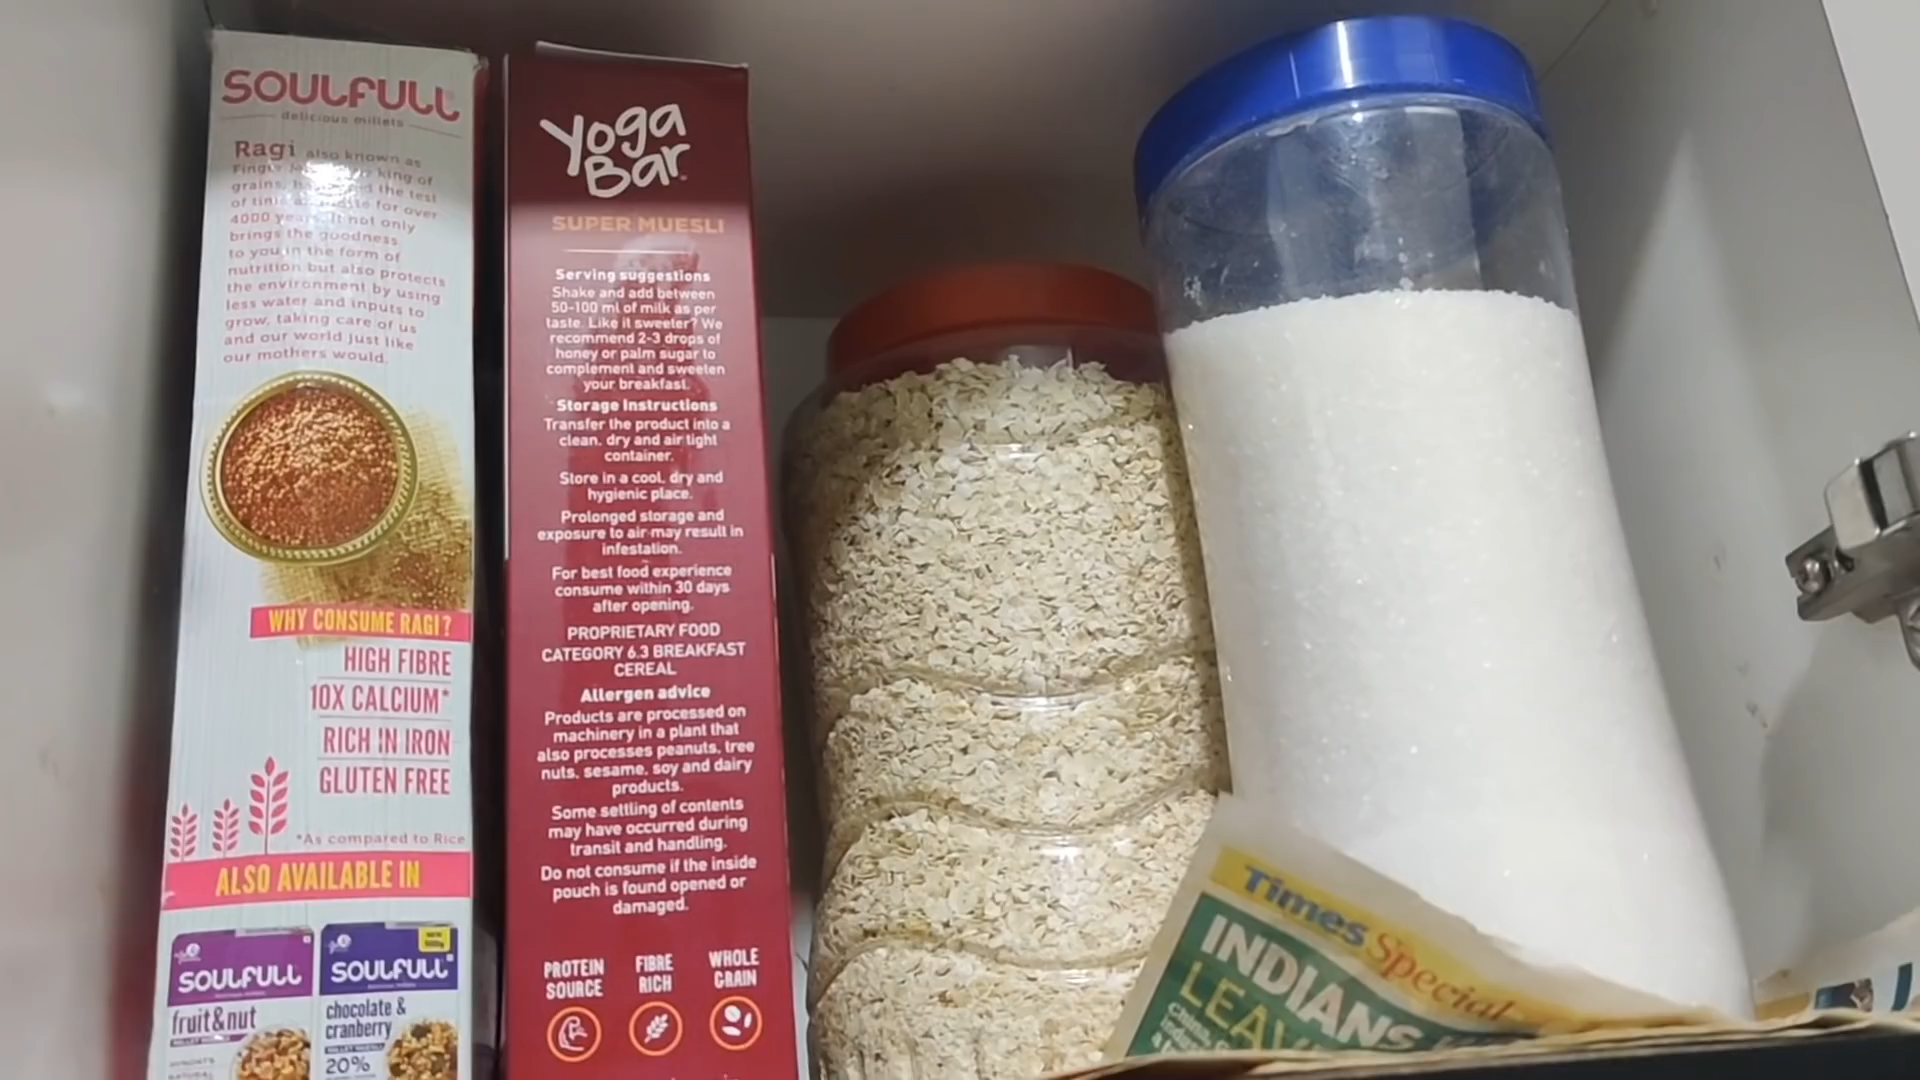 SOULFULL
delicious millets
Ragi also known as
king of
grains, the test
of time for over
4000 years. It not only
brings the goodness
to you in the form of
nutrition but also protects
the environment by using
less water and inputs to
grow, taking care of us
and our world just like
our mothers would.
WHY CONSUME RAGI?
HIGH FIBRE
10X CALCIUM*
RICH IN IRON
GLUTEN FREE
*As compared to Rice
ALSO AVAILABLE IN
SOULFULL
fruit&nut
SOULFULL
chocolate &
cranberry
20%
Yoga
Bar
SUPER MUESLI
Serving suggestions
Shake and add between
50-100 ml of milk as per
taste. Like it sweeter? We
recommend 2-3 drops of
honey or palm sugar to
complement and sweeten
your breakfast.
Storage Instructions
Transfer the product into a
clean, dry and air tight
container.
Store in a cool, dry and
hygienic place.
Prolonged storage and
exposure to air may result in
infestation.
For best food experience
consume within 30 days
after opening.
PROPRIETARY FOOD
CATEGORY 6.3 BREAKFAST
CEREAL
Allergen advice
Products are processed on
machinery in a plant that
also processes peanuts, tree
nuts, sesame, soy and dairy
products.
Some settling of contents
may have occurred during
transit and handling.
Do not consume if the inside
pouch is found opened or
damaged.
PROTEIN
SOURCE
FIBRE
RICH
WHOLE
GRAIN
Times Special
INDIANS